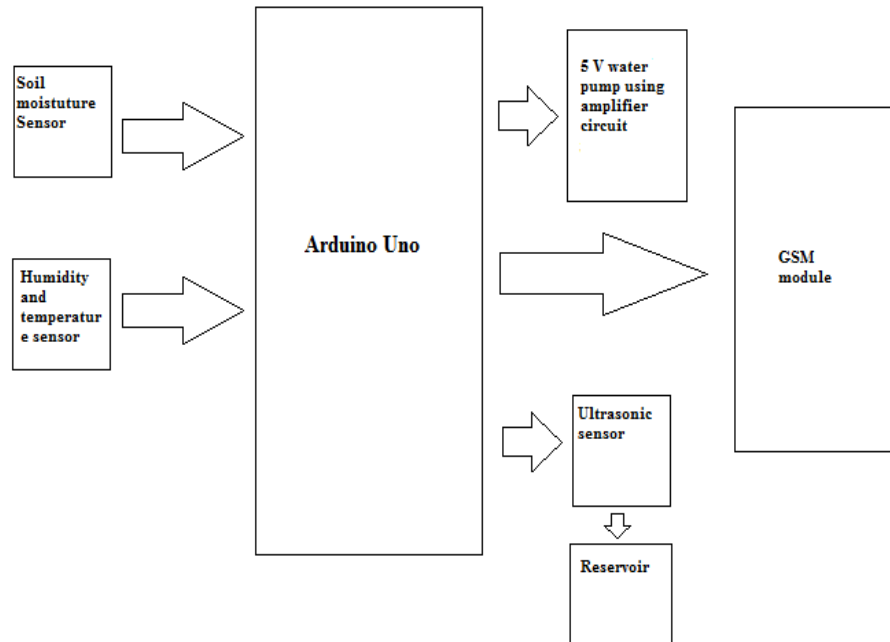 Soil
moistuture
Sensor
Humidity
and
temperatur
e sensor
Arduino Uno
5 V water
pump using
amplifier
circuit
GSM
module
Ultrasonic
sensor
Reservoir